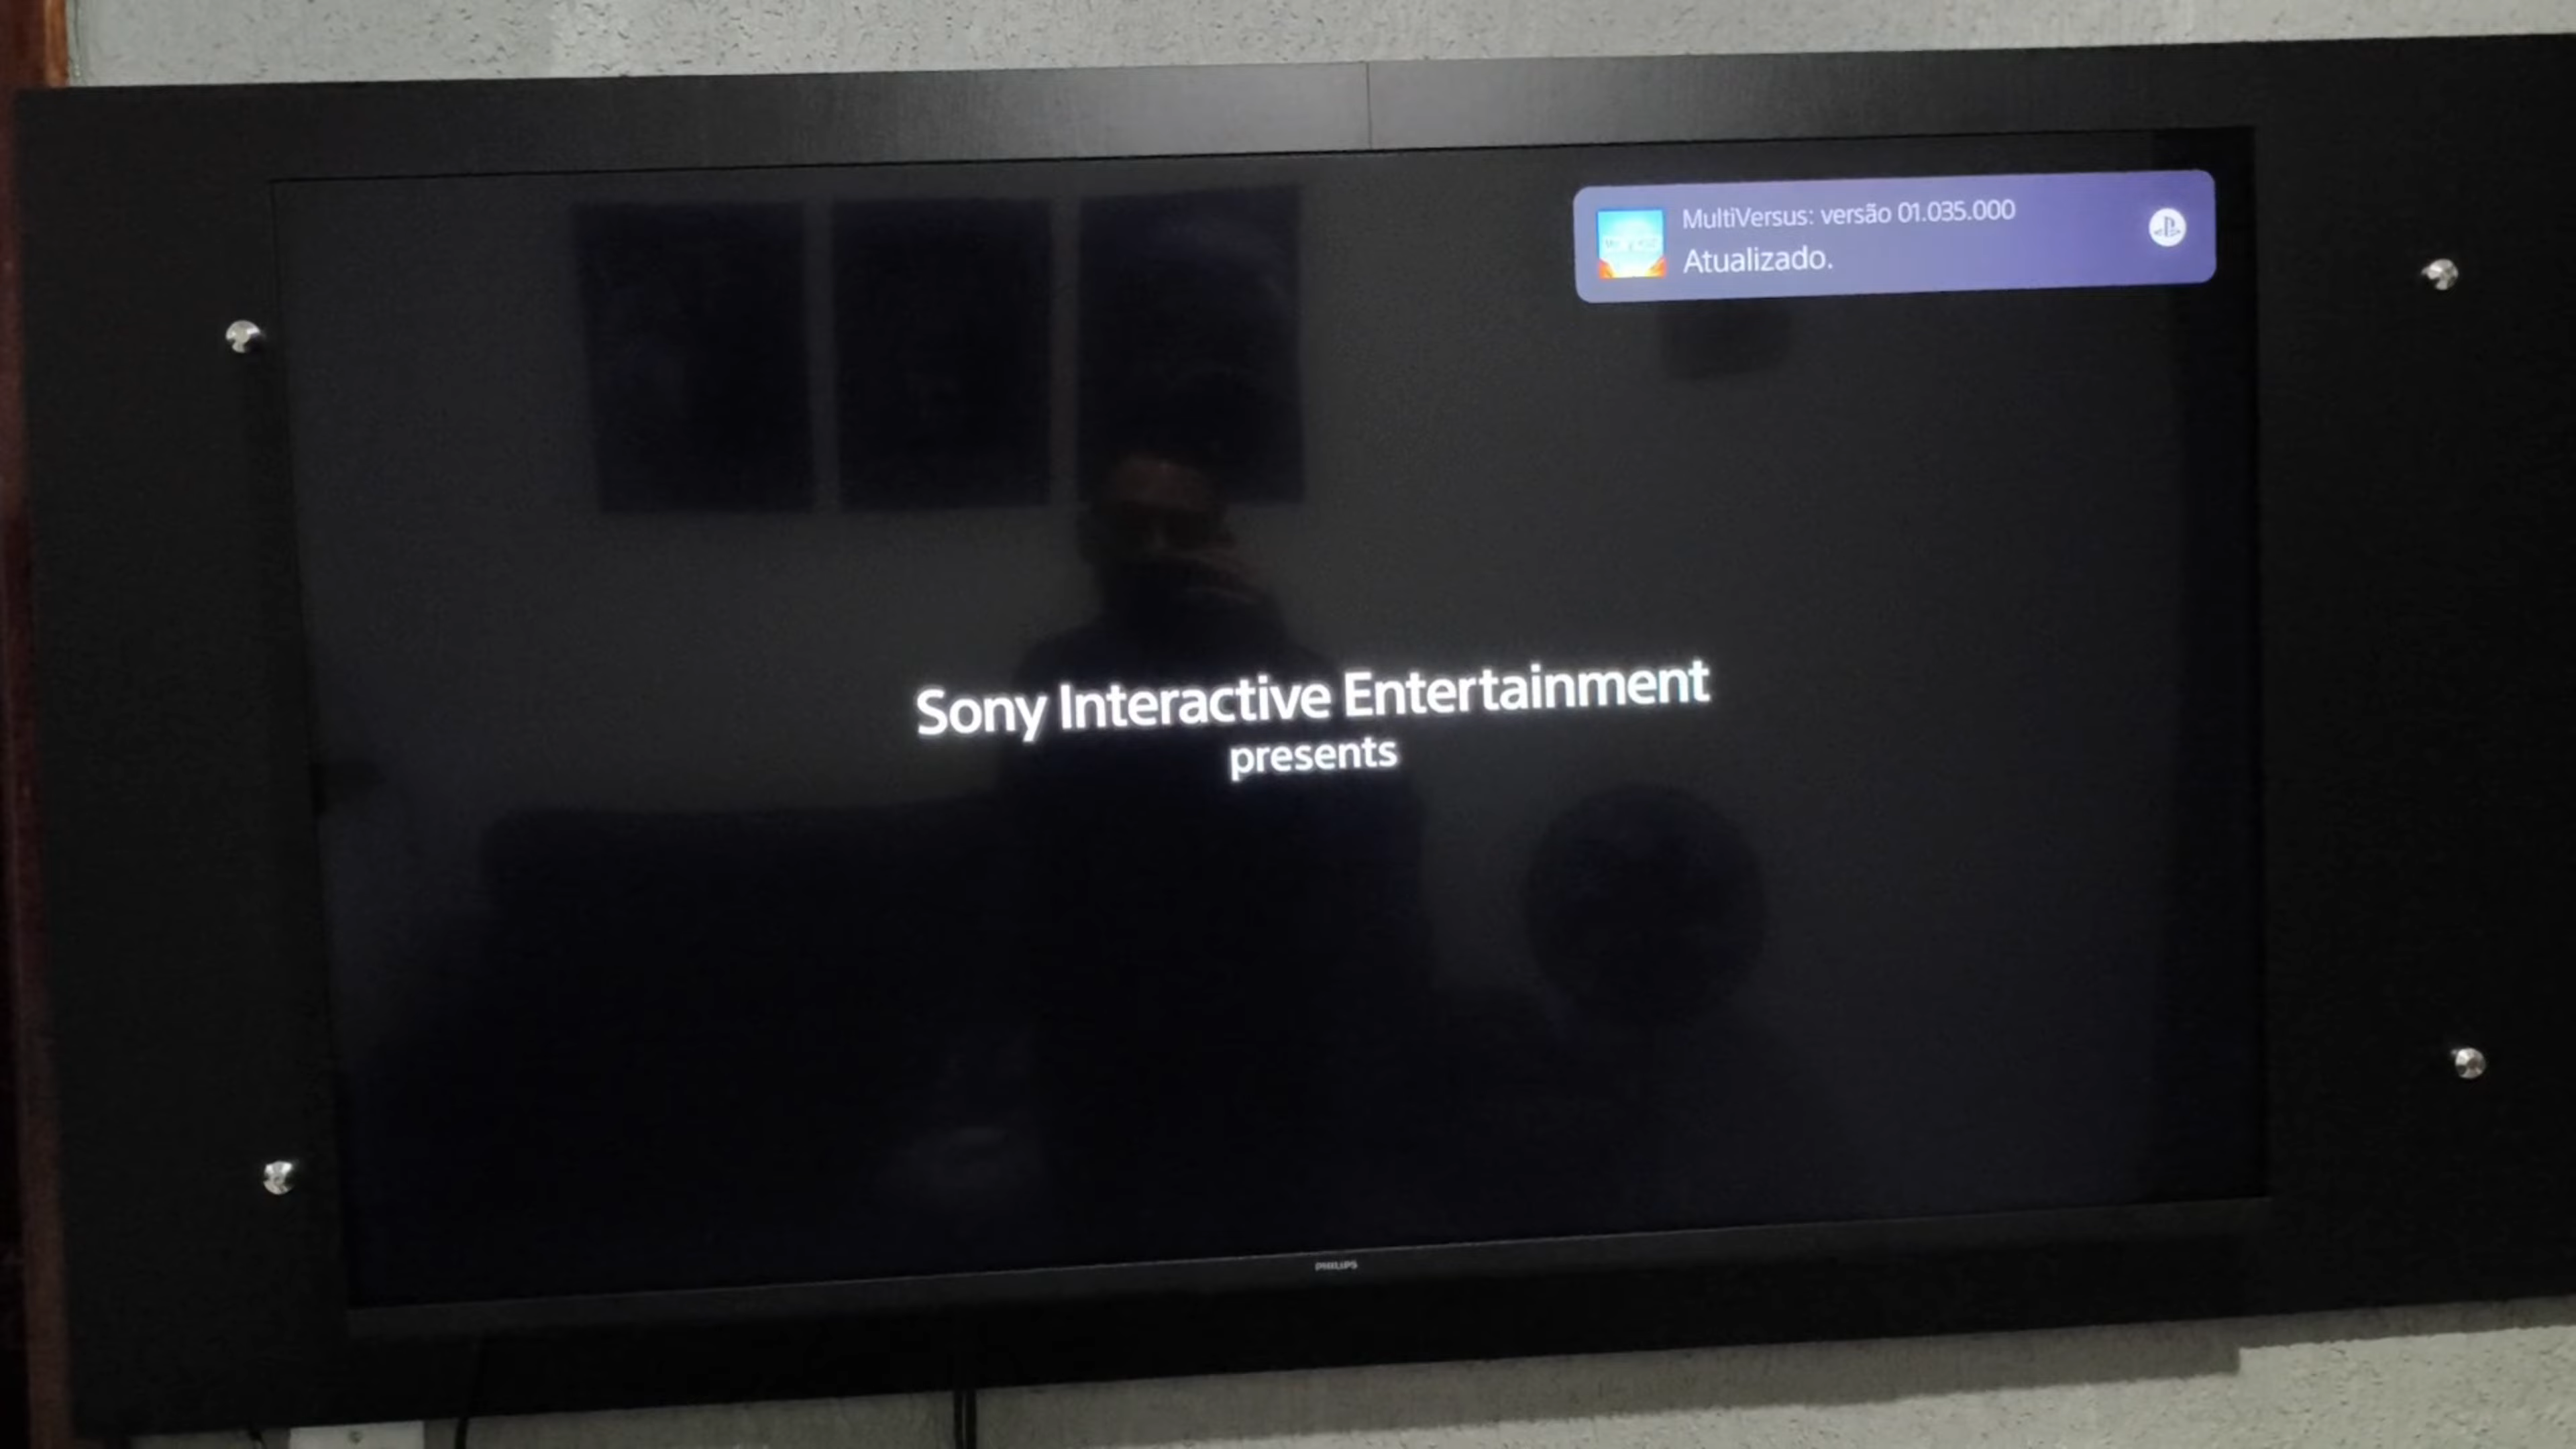 MultiVersus: versão 01.035.000
Atualizado.
Sony Interactive Entertainment
presents
PHILIPS